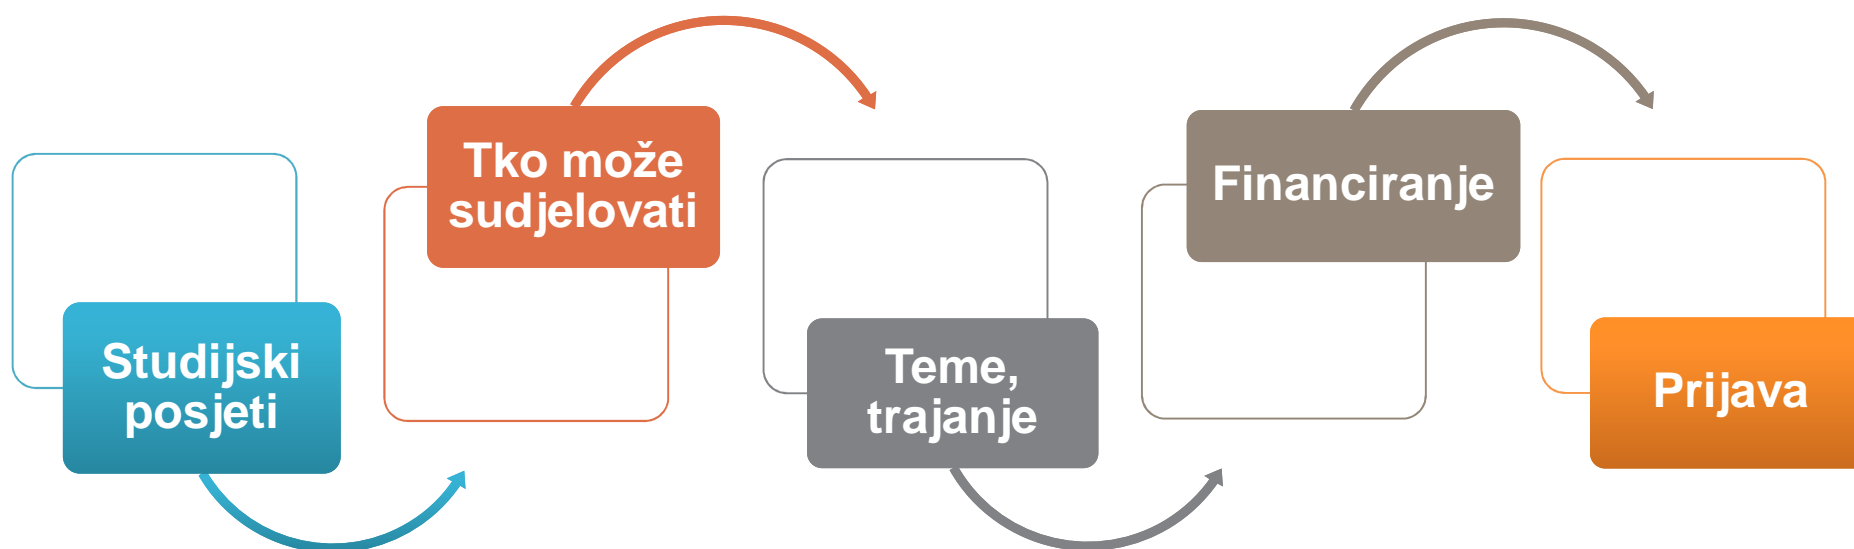 Studijski
posjeti
Tko može
sudjelovati
Teme,
trajanje
Financiranje
Prijava